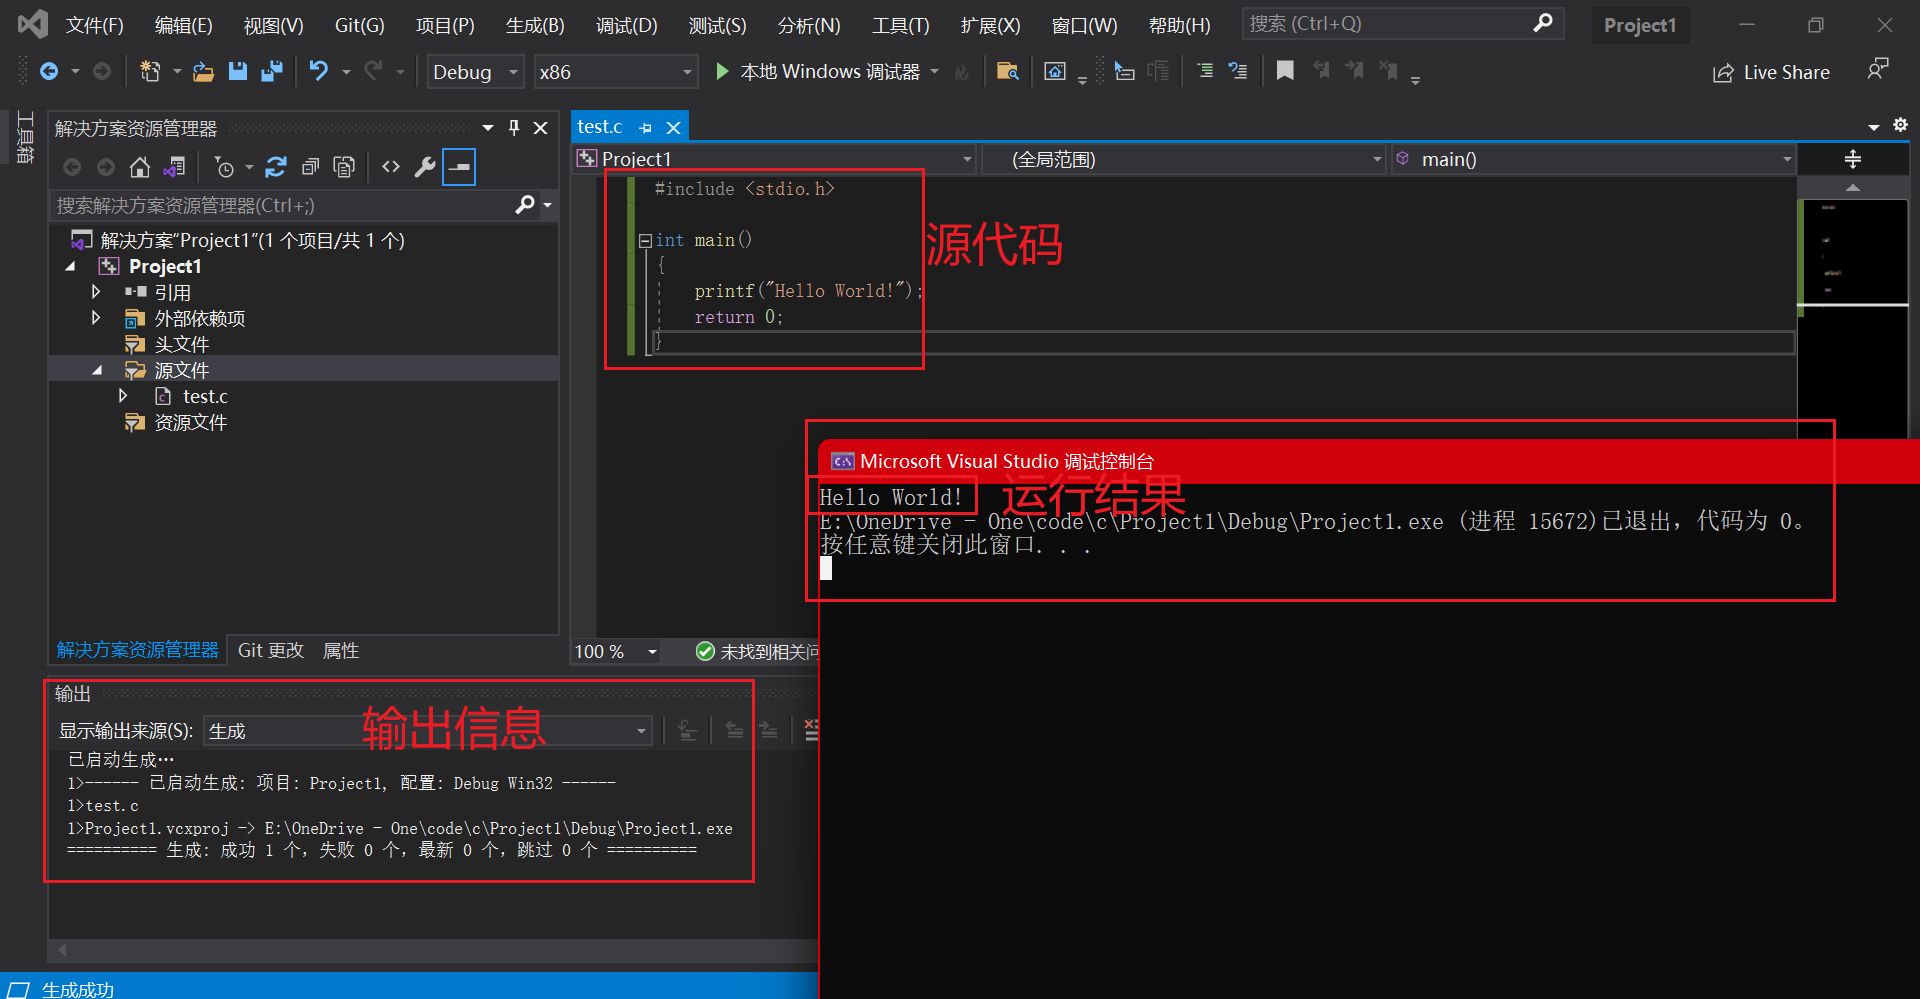 文件(F) 编辑(E) 视图(V) Git(G) 项目(P) 生成(B) 调试(D) 测试(S) 分析(N) 工具(T) 扩展(X) 窗口(W) 帮助(H) 搜索 (Ctrl+Q) Project1
Debug x86 本地 Windows 调试器 Live Share
工具箱
解决方案资源管理器
搜索解决方案资源管理器(Ctrl+;)
解决方案"Project1"(1 个项目/共 1 个)
Project1
引用
外部依赖项
头文件
源文件
test.c
资源文件
解决方案资源管理器 Git 更改 属性
test.c
Project1 (全局范围) main()
#include <stdio.h>
int main()
{
printf("Hello World!");
return 0;
}
源代码
100 % 未找到相关问
Microsoft Visual Studio 调试控制台
Hello World!
运行结果
E:\OneDrive - One\code\c\Project1\Debug\Project1.exe (进程 15672)已退出，代码为 0。
按任意键关闭此窗口. . .
输出
显示输出来源(S): 生成
输出信息
已启动生成…
1>------ 已启动生成: 项目: Project1, 配置: Debug Win32 ------
1>test.c
1>Project1.vcxproj -> E:\OneDrive - One\code\c\Project1\Debug\Project1.exe
========== 生成: 成功 1 个，失败 0 个，最新 0 个，跳过 0 个 ==========
生成成功